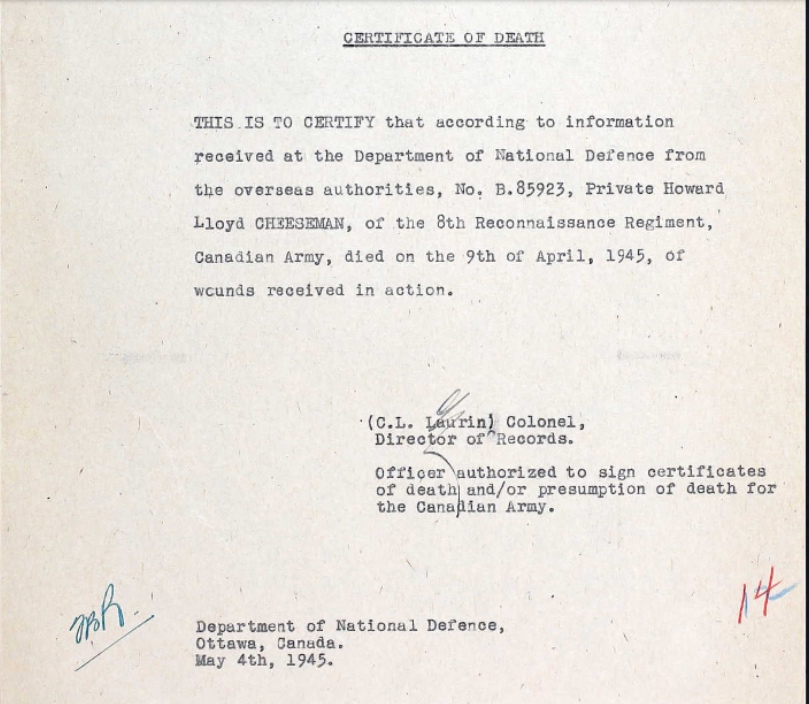 CERTIFICATE OF DEATH
THIS IS TO CERTIFY that according to information
received at the Department of National Defence from
the overseas authorities, No. B.85923, Private Howard
Lloyd CHEESEMAN, of the 8th Reconnaissance Regiment,
Canadian Army, died on the 9th of April, 1945, of
wounds received in action.
(C.L. Laurin) Colonel,
Director of Records.
Officer authorized to sign certificates
of death and/or presumption of death for
the Canadian Army.
14
Department of National Defence,
Ottawa, Canada.
May 4th, 1945.